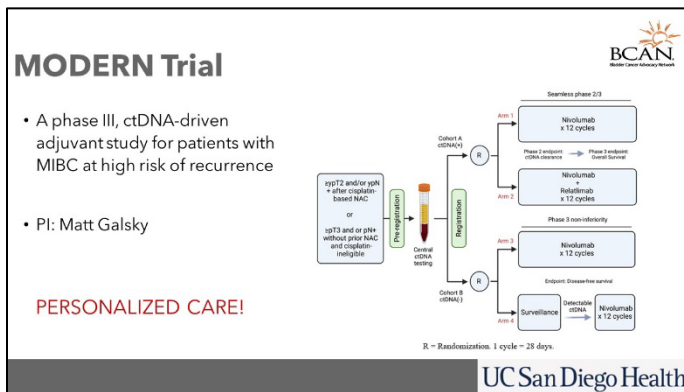 BCAN
Bladder Cancer Advocacy Network
MODERN Trial
• A phase III, ctDNA-driven
adjuvant study for patients with
MIBC at high risk of recurrence
• PI: Matt Galsky
PERSONALIZED CARE!
Seamless phase 2/3
≥ypT2 and/or ypN
+ after cisplatin-
based NAC
or
≥pT3 and or pN+
without prior NAC
and cisplatin-
ineligible
Pre-registration
Central
ctDNA
testing
Registration
Cohort A
ctDNA(+)
R
Arm 1
Nivolumab
x 12 cycles
Phase 2 endpoint:
ctDNA clearance
Phase 3 endpoint
Overall Survival
Arm 2
Nivolumab
+
Relatlimab
x 12 cycles
Phase 3 non-inferiority
Cohort B
ctDNA(-)
R
Arm 3
Nivolumab
x 12 cycles
Endpoint: Disease-free survival
Arm 4
Surveillance
Detectable
ctDNA
Nivolumab
x 12 cycles
R = Randomization. 1 cycle = 28 days.
UC San Diego Health